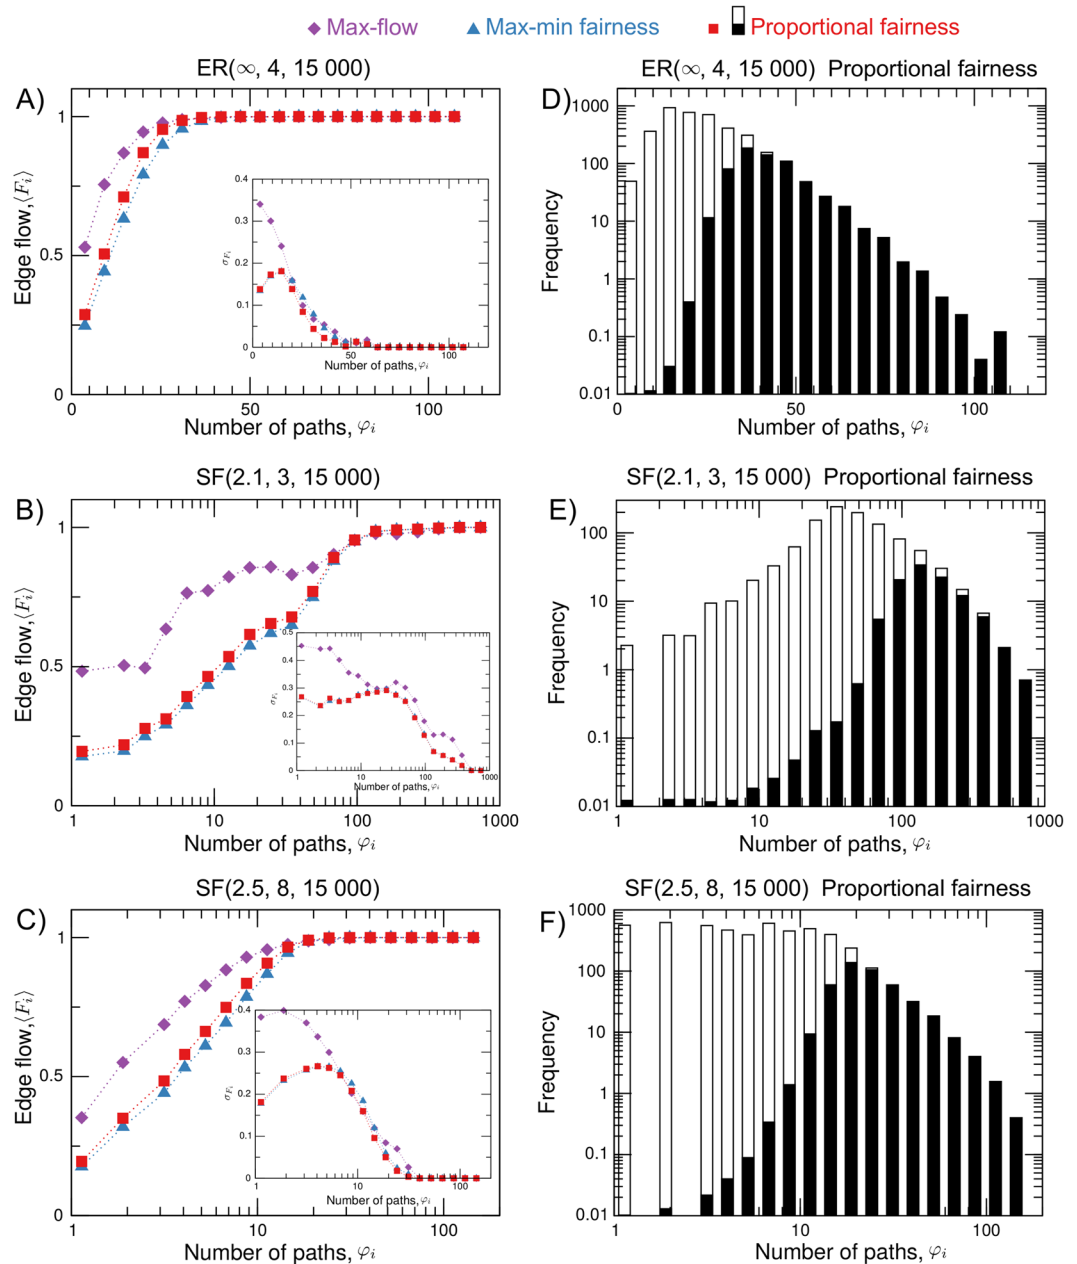 Max-flow Max-min fairness Proportional fairness
ER(∞, 4, 15 000)
A)
1
0.5
0
Edge flow,⟨F_i⟩
0 50 100
Number of paths, φ_i
0.4
0.3
0.2
0.1
0
σ_{F_i}
0 50 100
Number of paths, φ_i
ER(∞, 4, 15 000) Proportional fairness
D)
1000
100
10
1
0.1
0.01
Frequency
0 50 100
Number of paths, φ_i
SF(2.1, 3, 15 000)
B)
1
0.5
0
Edge flow,⟨F_i⟩
1 10 100 1000
Number of paths, φ_i
0.5
0.4
0.3
0.2
0.1
0
σ_{F_i}
1 10 100 1000
Number of paths, φ_i
SF(2.1, 3, 15 000) Proportional fairness
E)
100
10
1
0.1
0.01
Frequency
1 10 100 1000
Number of paths, φ_i
SF(2.5, 8, 15 000)
C)
1
0.5
0
Edge flow,⟨F_i⟩
1 10 100
Number of paths, φ_i
0.4
0.3
0.2
0.1
0
σ_{F_i}
1 10 100
Number of paths, φ_i
SF(2.5, 8, 15 000) Proportional fairness
F)
1000
100
10
1
0.1
0.01
Frequency
1 10 100
Number of paths, φ_i